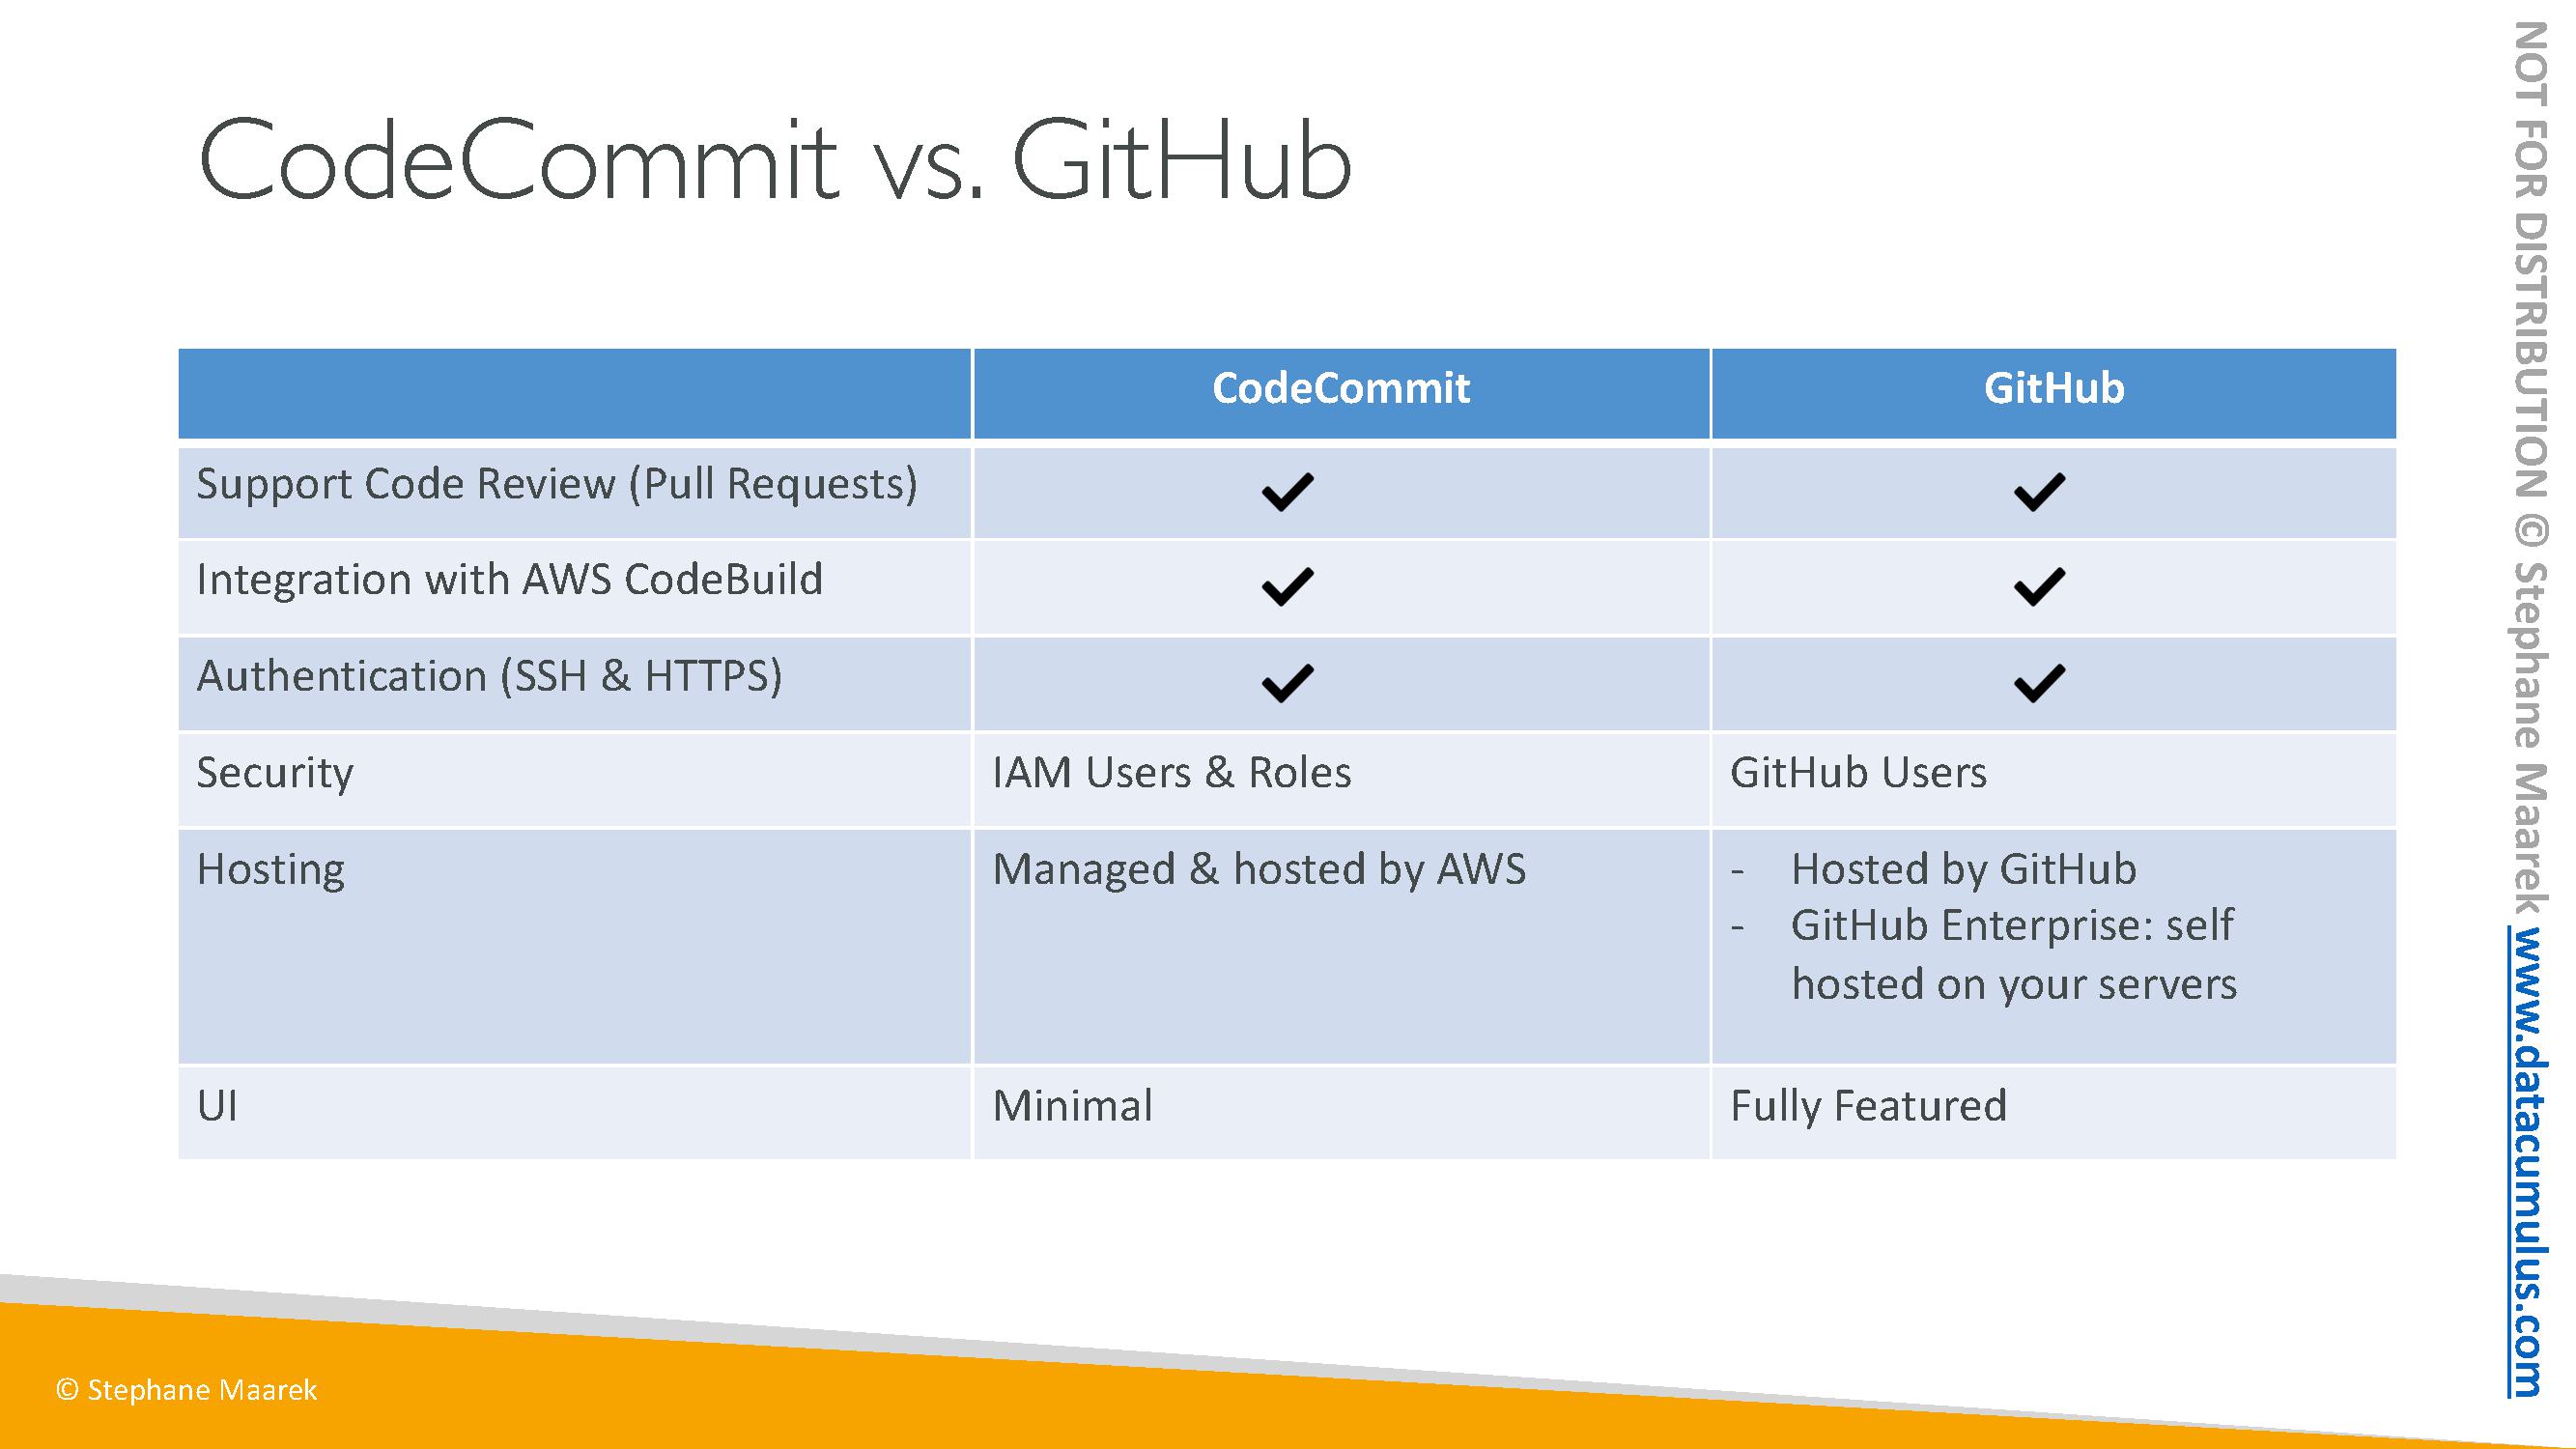 CodeCommit vs. GitHub
CodeCommit GitHub
Support Code Review (Pull Requests) ✓ ✓
Integration with AWS CodeBuild ✓ ✓
Authentication (SSH & HTTPS) ✓ ✓
Security IAM Users & Roles GitHub Users
Hosting Managed & hosted by AWS - Hosted by GitHub
- GitHub Enterprise: self
hosted on your servers
UI Minimal Fully Featured
© Stephane Maarek
NOT FOR DISTRIBUTION © Stephane Maarek www.datacumulus.com